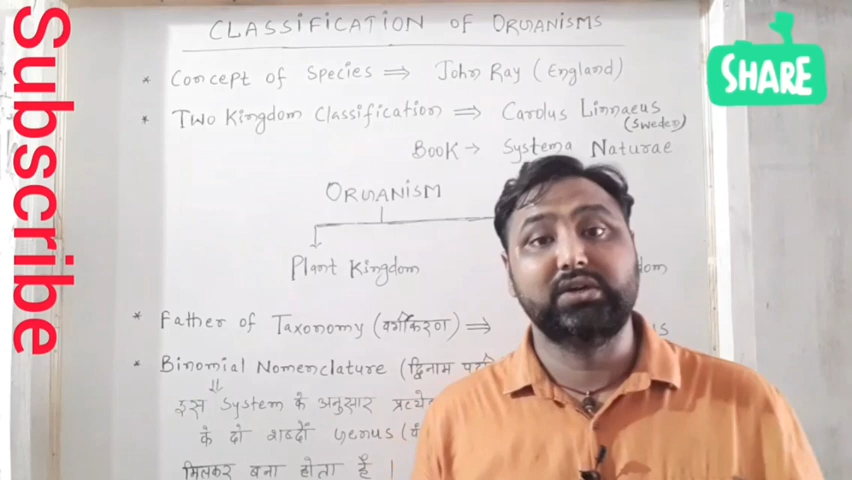 CLASSIFICATION of ORGANISMS
* Concept of Species ⇒ John Ray (England)
* Two Kingdom Classification ⇒ Carolus Linnaeus
(Sweden)
Book → Systema Naturae
ORGANISM
Plant Kingdom
* Father of Taxonomy (वर्गीकरण) ⇒
* Binomial Nomenclature (द्विनाम
इस System के अनुसार
के दो शब्दों Genus
मिलकर बना होता है ।
Subscribe
SHARE